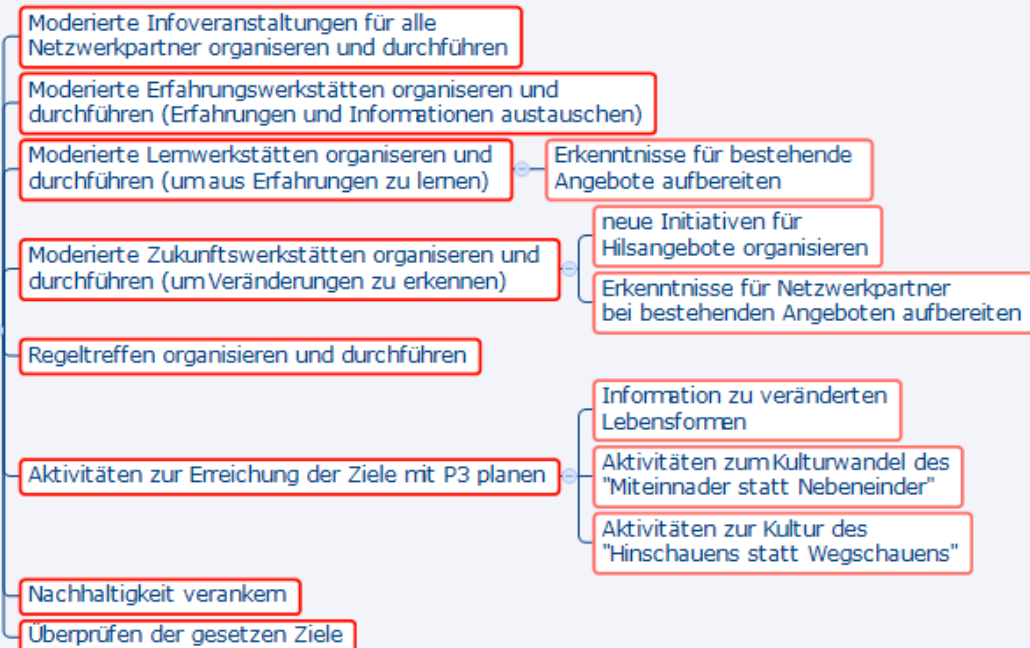 Moderierte Infoveranstaltungen für alle
Netzwerkpartner organiseren und durchführen
Moderierte Erfahrungswerkstätten organiseren und
durchführen (Erfahrungen und Informationen austauschen)
Moderierte Lernwerkstätten organiseren und
durchführen (um aus Erfahrungen zu lernen)
Erkenntnisse für bestehende
Angebote aufbereiten
Moderierte Zukunftswerkstätten organiseren und
durchführen (um Veränderungen zu erkennen)
neue Initiativen für
Hilsangebote organisieren
Erkenntnisse für Netzwerkpartner
bei bestehenden Angeboten aufbereiten
Regeltreffen organisieren und durchführen
Aktivitäten zur Erreichung der Ziele mit P3 planen
Information zu veränderten
Lebensformen
Aktivitäten zum Kulturwandel des
"Miteinnader statt Nebeneinder"
Aktivitäten zur Kultur des
"Hinschauens statt Wegschauens"
Nachhaltigkeit verankern
Überprüfen der gesetzen Ziele